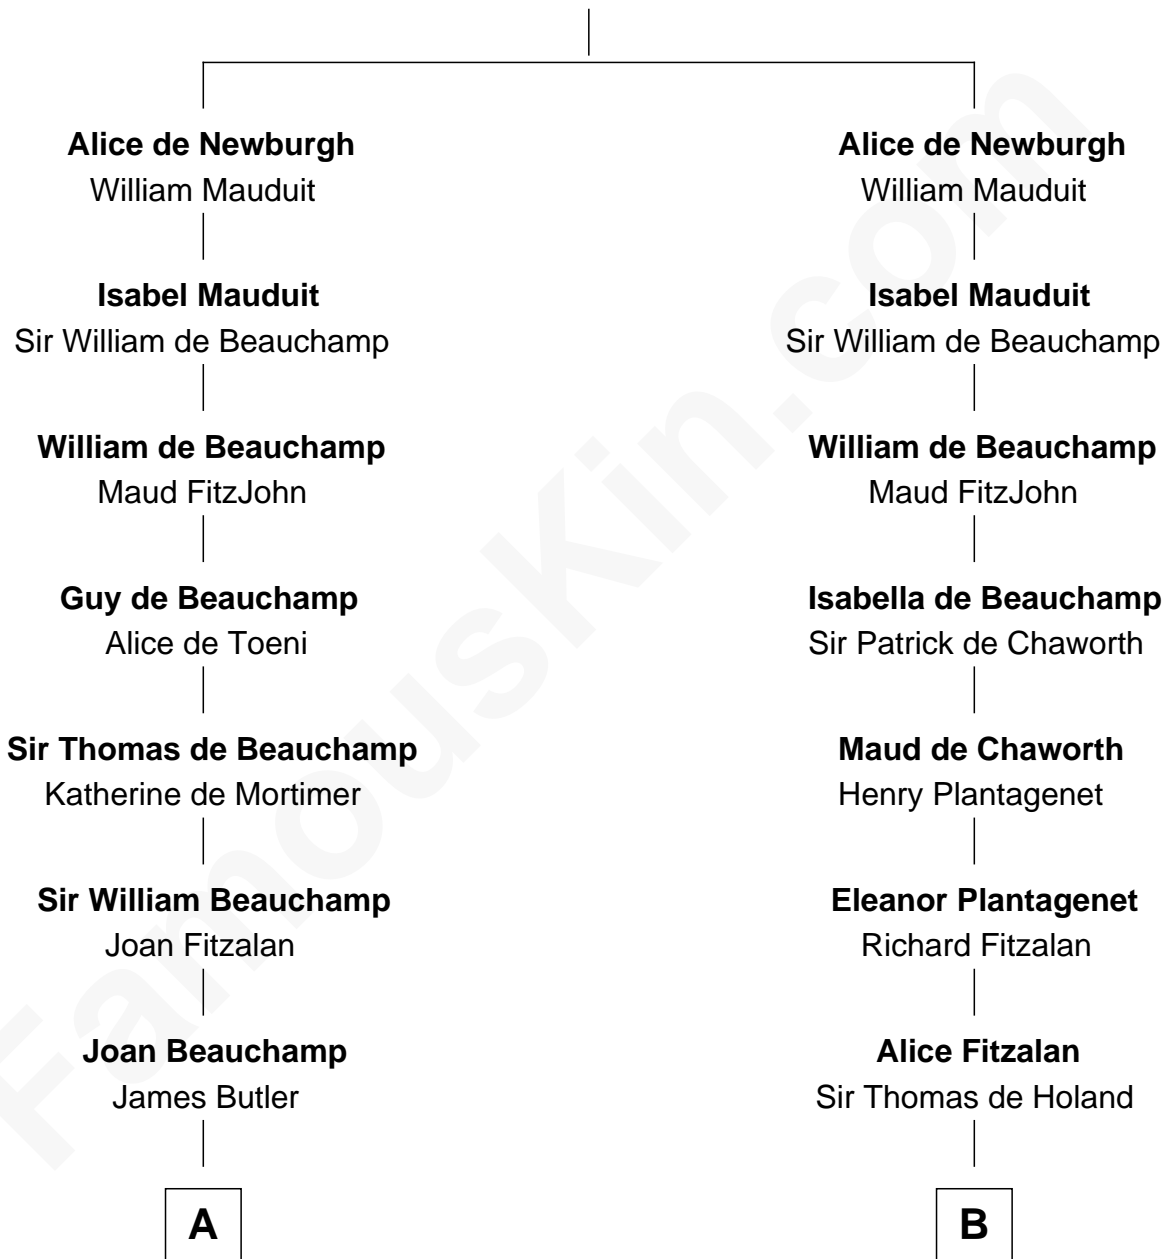 Alice de Newburgh
William Mauduit
Isabel Mauduit
Sir William de Beauchamp
William de Beauchamp
Maud FitzJohn
Guy de Beauchamp
Alice de Toeni
Sir Thomas de Beauchamp
Katherine de Mortimer
Sir William Beauchamp
Joan Fitzalan
Joan Beauchamp
James Butler
A
Alice de Newburgh
William Mauduit
Isabel Mauduit
Sir William de Beauchamp
William de Beauchamp
Maud FitzJohn
Isabella de Beauchamp
Sir Patrick de Chaworth
Maud de Chaworth
Henry Plantagenet
Eleanor Plantagenet
Richard Fitzalan
Alice Fitzalan
Sir Thomas de Holand
B
FamousKin.com